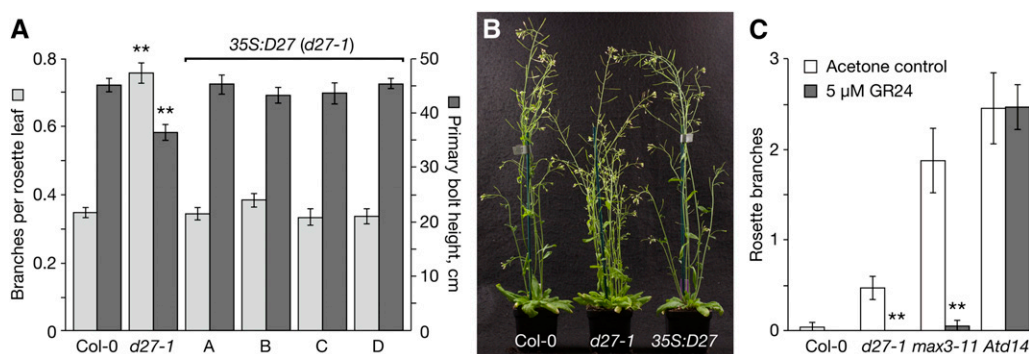 A
35S:D27 (d27-1)
Branches per rosette leaf
0.8
0.6
0.4
0.2
0
**
**
50
40
30
20
10
0
Primary bolt height, cm
Col-0 d27-1 A B C D
B
Col-0 d27-1 35S:D27
C
Acetone control
5 µM GR24
Rosette branches
3
2
1
0
**
**
Col-0 d27-1 max3-11 Atd14